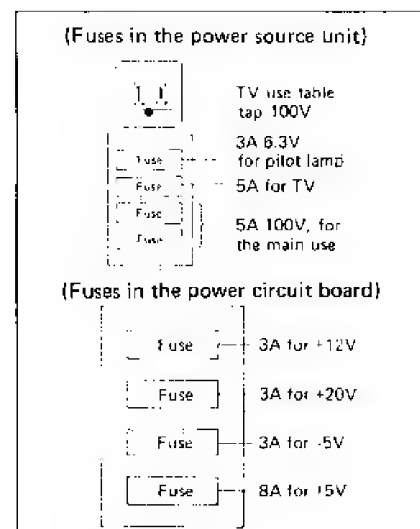 (Fuses in the power source unit)
TV use table
tap 100V
Fuse
3A 6.3V
for pilot lamp
Fuse
5A for TV
Fuse
Fuse
5A 100V, for
the main use
(Fuses in the power circuit board)
Fuse
3A for +12V
Fuse
3A for +20V
Fuse
3A for -5V
Fuse
8A for +5V